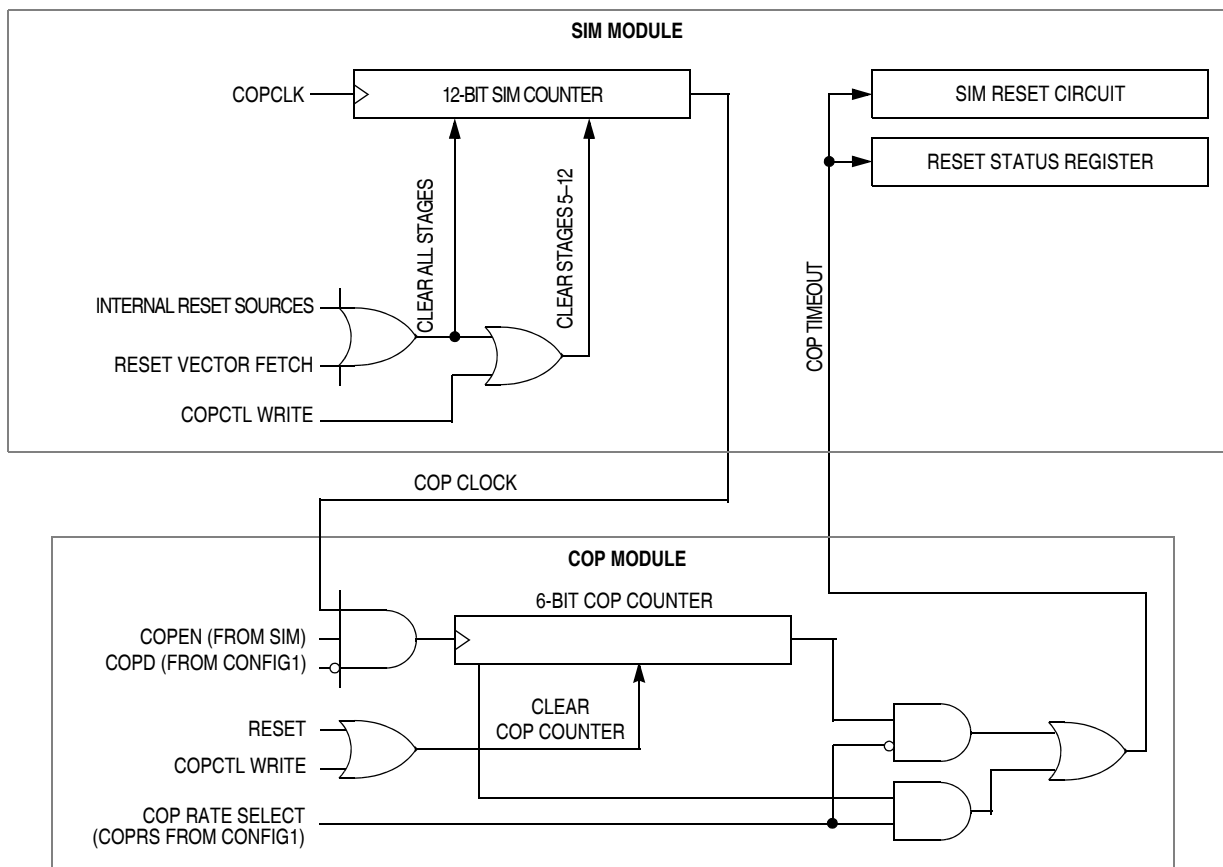 SIM MODULE
COPCLK
12-BIT SIM COUNTER
SIM RESET CIRCUIT
RESET STATUS REGISTER
CLEAR ALL STAGES
CLEAR STAGES 5–12
COP TIMEOUT
INTERNAL RESET SOURCES
RESET VECTOR FETCH
COPCTL WRITE
COP CLOCK
COP MODULE
6-BIT COP COUNTER
COPEN (FROM SIM)
COPD (FROM CONFIG1)
CLEAR
COP COUNTER
RESET
COPCTL WRITE
COP RATE SELECT
(COPRS FROM CONFIG1)